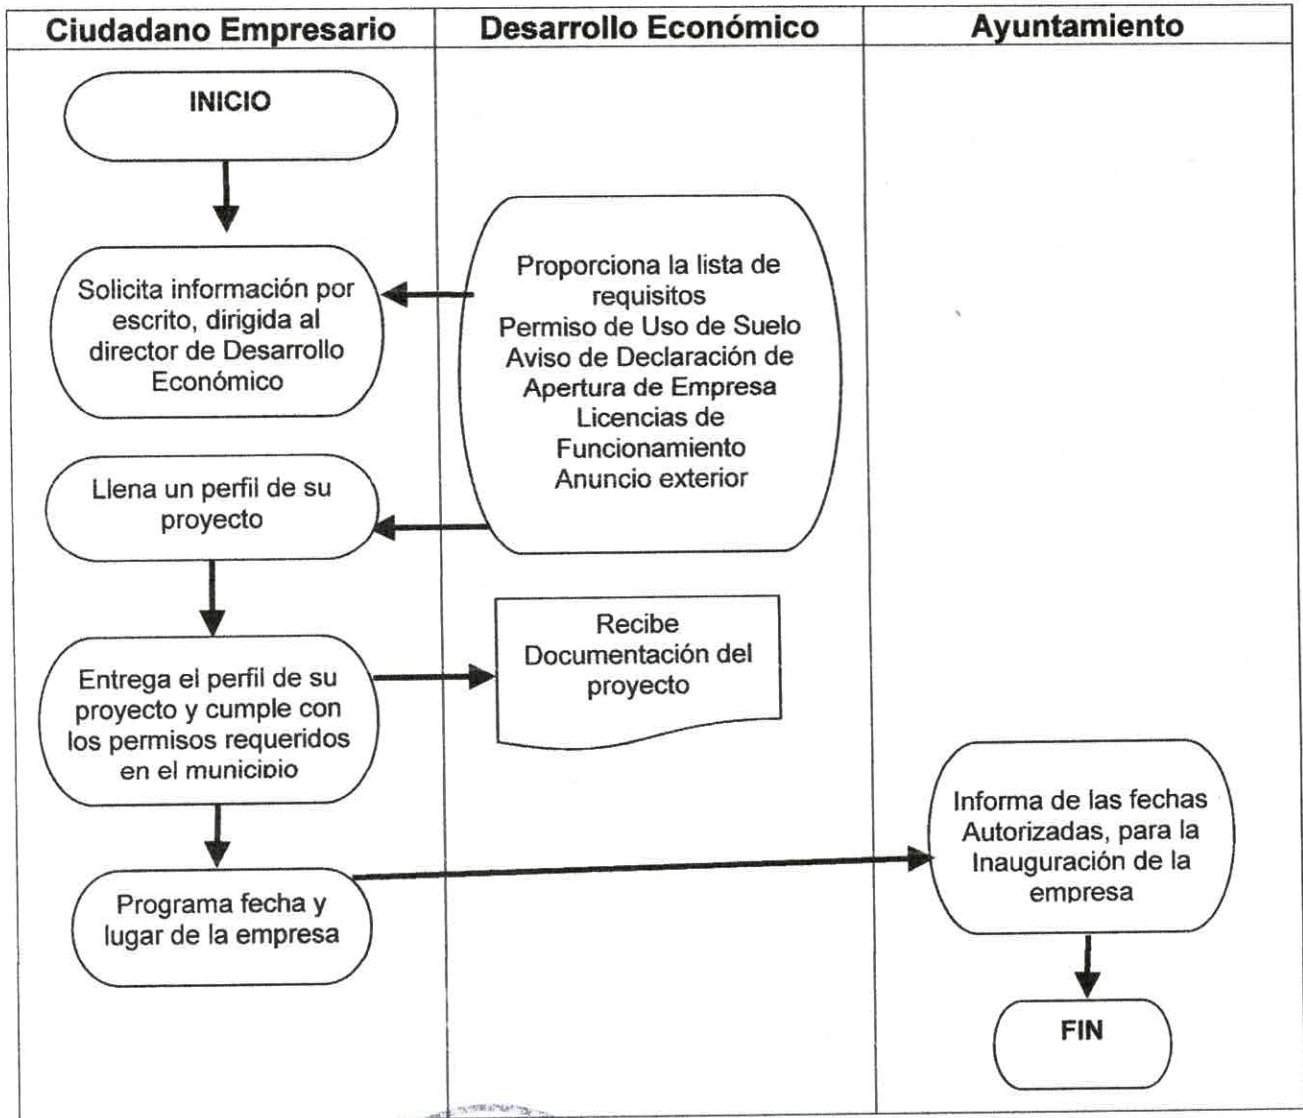 Ciudadano Empresario
Desarrollo Económico
Ayuntamiento
INICIO
Solicita información por
escrito, dirigida al
director de Desarrollo
Económico
Proporciona la lista de
requisitos
Permiso de Uso de Suelo
Aviso de Declaración de
Apertura de Empresa
Licencias de
Funcionamiento
Anuncio exterior
Llena un perfil de su
proyecto
Entrega el perfil de su
proyecto y cumple con
los permisos requeridos
en el municipio
Recibe
Documentación del
proyecto
Programa fecha y
lugar de la empresa
Informa de las fechas
Autorizadas, para la
Inauguración de la
empresa
FIN